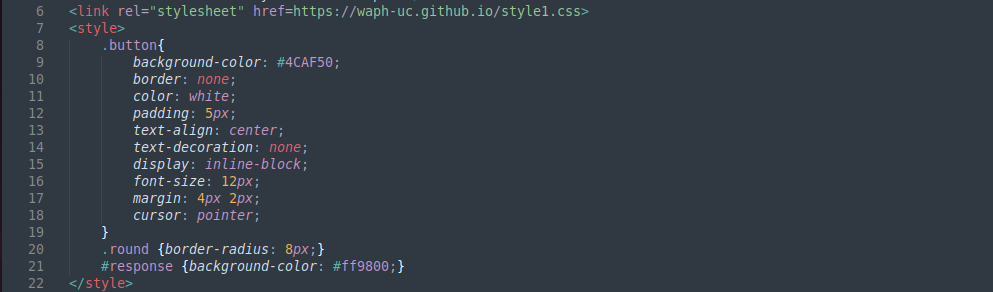 6 <link rel="stylesheet" href=https://waph-uc.github.io/style1.css>
7 <style>
8 .button{
9 background-color: #4CAF50;
10 border: none;
11 color: white;
12 padding: 5px;
13 text-align: center;
14 text-decoration: none;
15 display: inline-block;
16 font-size: 12px;
17 margin: 4px 2px;
18 cursor: pointer;
19 }
20 .round {border-radius: 8px;}
21 #response {background-color: #ff9800;}
22 </style>